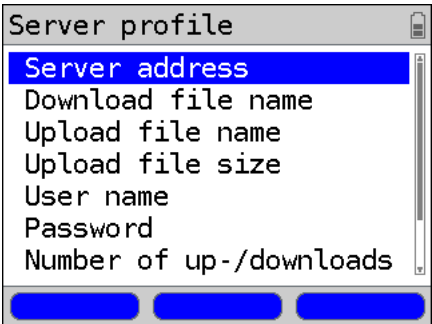 Server profile
Server address
Download file name
Upload file name
Upload file size
User name
Password
Number of up-/downloads